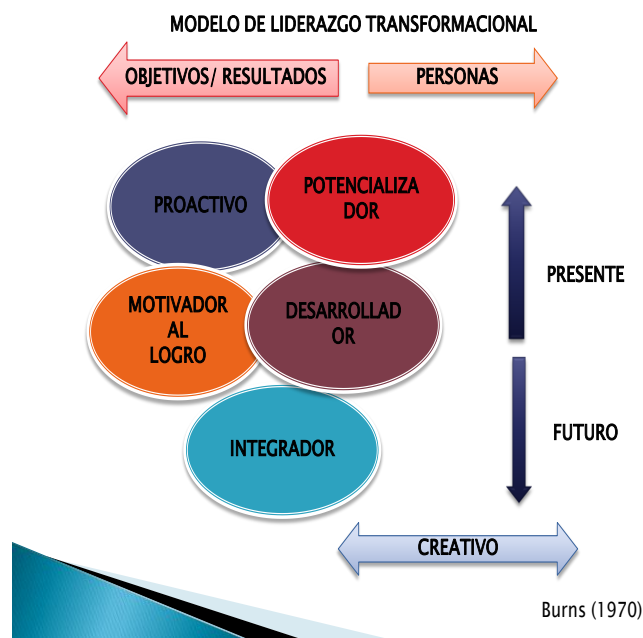 MODELO DE LIDERAZGO TRANSFORMACIONAL
OBJETIVOS/ RESULTADOS
PERSONAS
PROACTIVO
POTENCIALIZA
DOR
PRESENTE
MOTIVADOR
AL
LOGRO
DESARROLLAD
OR
FUTURO
INTEGRADOR
CREATIVO
Burns (1970)